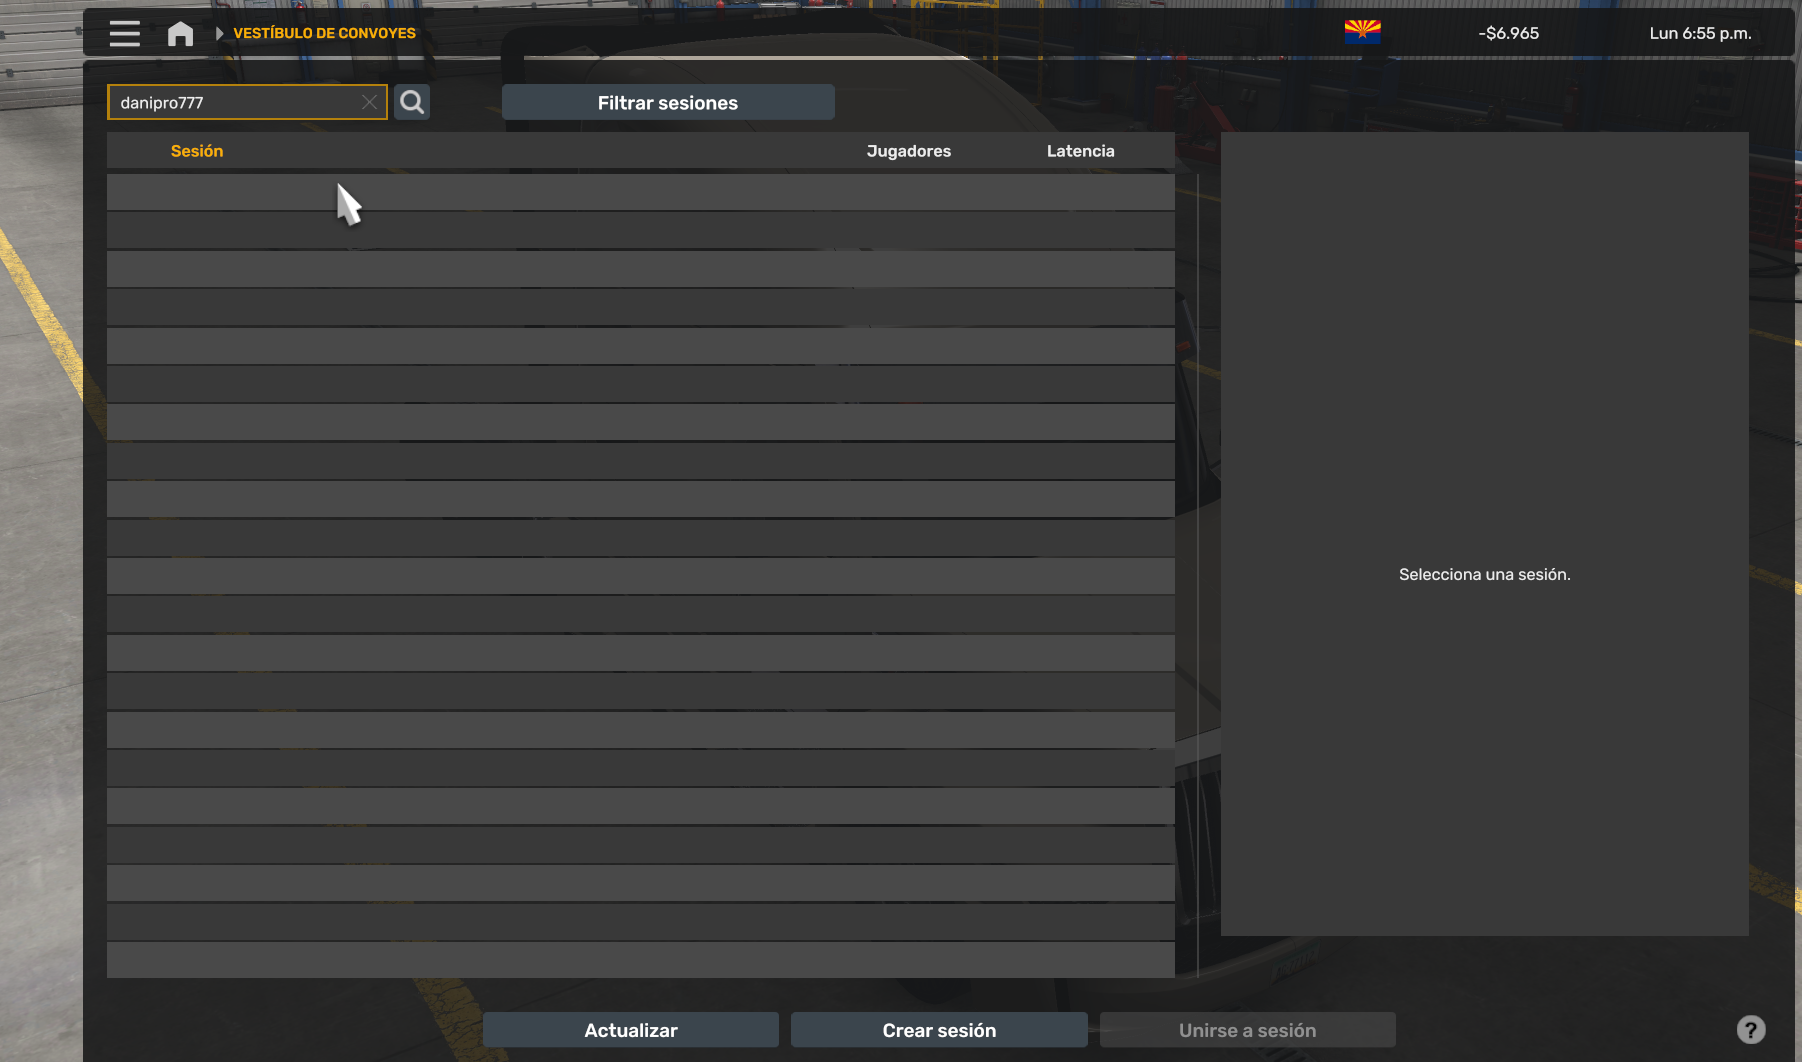 VESTÍBULO DE CONVOYES
-$6.965
Lun 6:55 p.m.
danipro777
Filtrar sesiones
Sesión
Jugadores
Latencia
Selecciona una sesión.
Actualizar
Crear sesión
Unirse a sesión
?